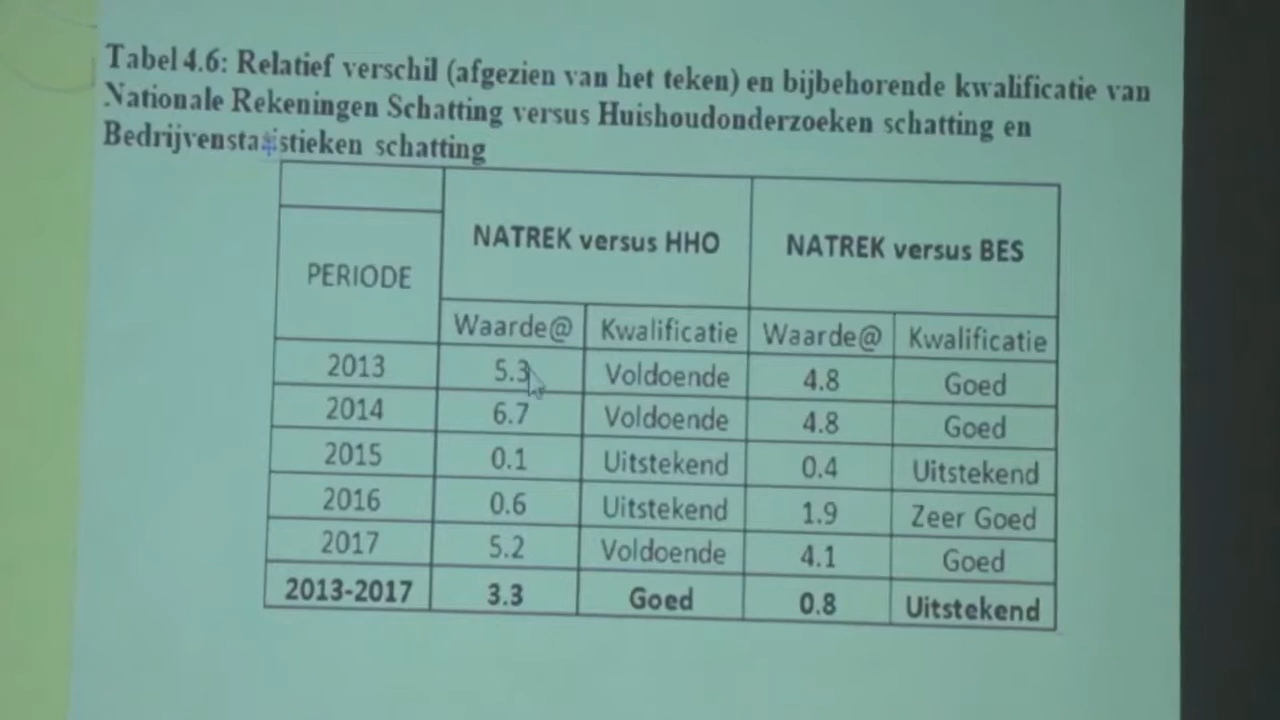 Tabel 4.6: Relatief verschil (afgezien van het teken) en bijbehorende kwalificatie van
Nationale Rekeningen Schatting versus Huishoudonderzoeken schatting en
Bedrijvenstatistieken schatting
NATREK versus HHO NATREK versus BES
PERIODE
Waarde@ Kwalificatie Waarde@ Kwalificatie
2013 5.3 Voldoende 4.8 Goed
2014 6.7 Voldoende 4.8 Goed
2015 0.1 Uitstekend 0.4 Uitstekend
2016 0.6 Uitstekend 1.9 Zeer Goed
2017 5.2 Voldoende 4.1 Goed
2013-2017 3.3 Goed 0.8 Uitstekend